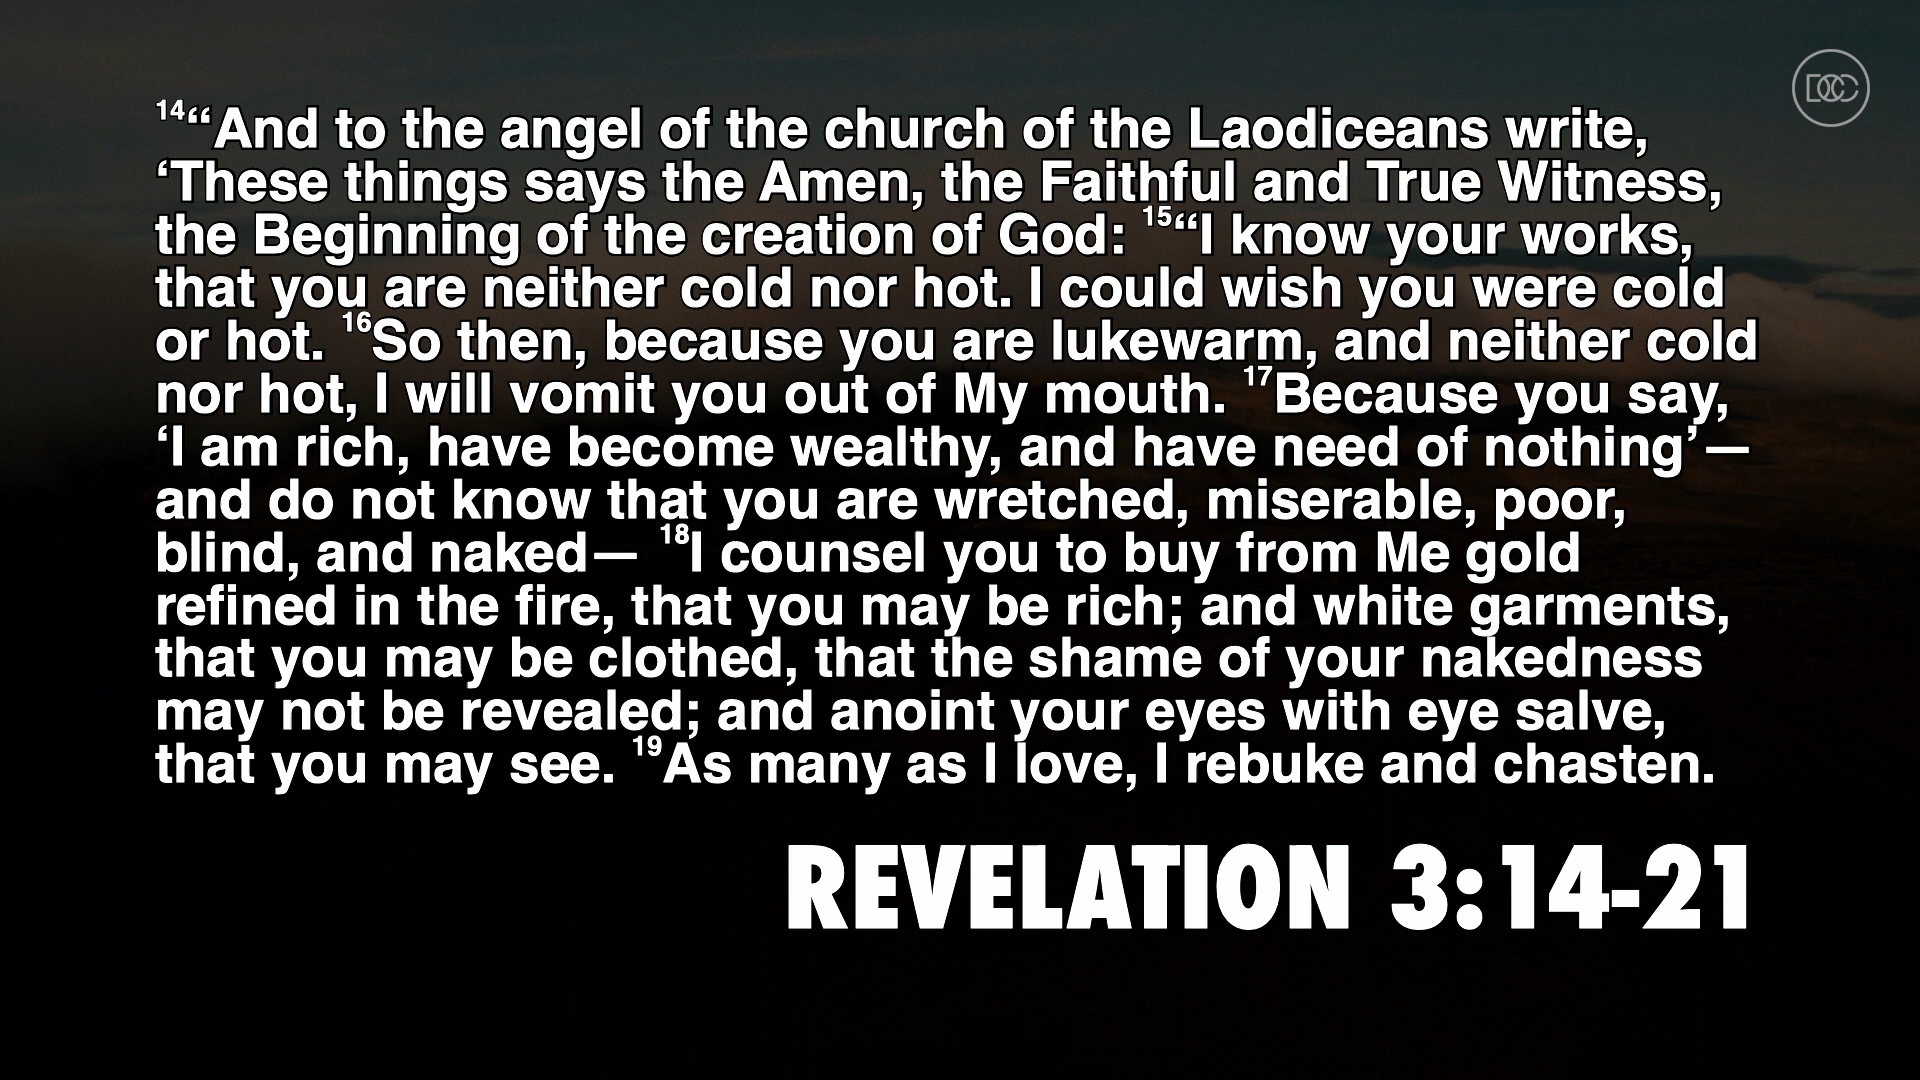 DCC
14“And to the angel of the church of the Laodiceans write,
‘These things says the Amen, the Faithful and True Witness,
the Beginning of the creation of God: 15“I know your works,
that you are neither cold nor hot. I could wish you were cold
or hot. 16So then, because you are lukewarm, and neither cold
nor hot, I will vomit you out of My mouth. 17Because you say,
‘I am rich, have become wealthy, and have need of nothing’—
and do not know that you are wretched, miserable, poor,
blind, and naked— 18I counsel you to buy from Me gold
refined in the fire, that you may be rich; and white garments,
that you may be clothed, that the shame of your nakedness
may not be revealed; and anoint your eyes with eye salve,
that you may see. 19As many as I love, I rebuke and chasten.
REVELATION 3:14-21